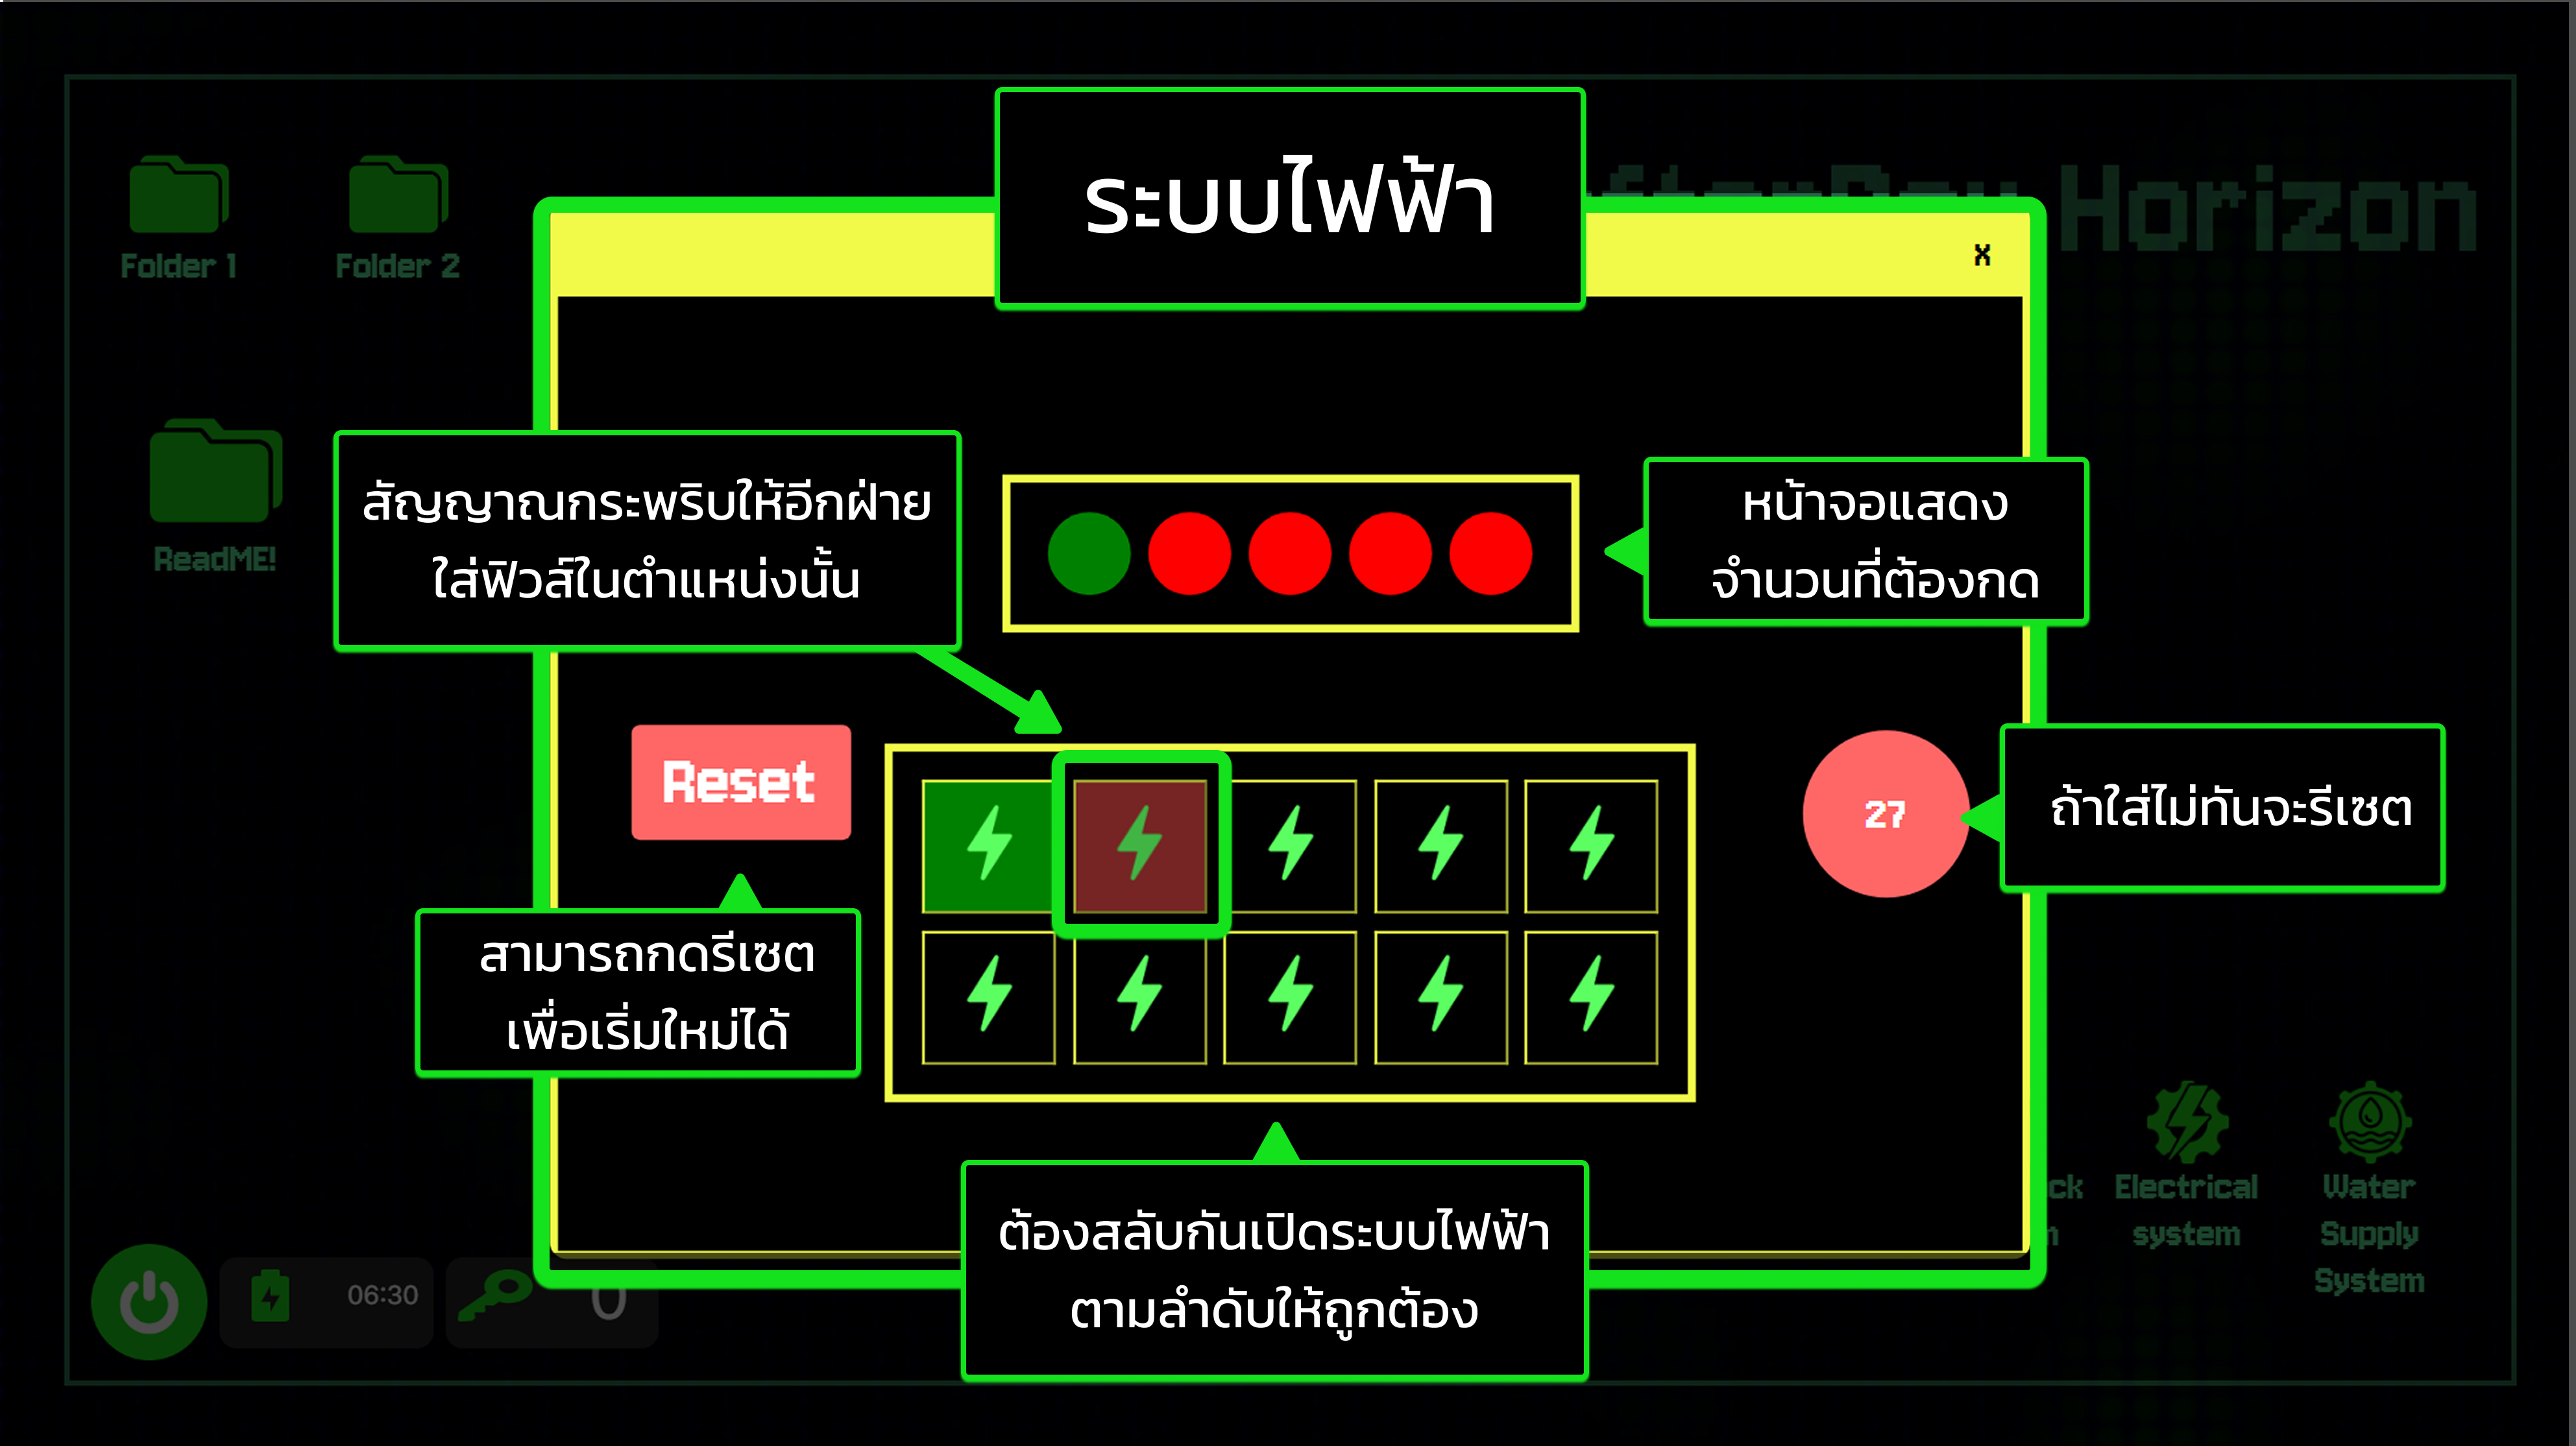 ระบบไฟฟ้า
Horizon
x
Folder 1
Folder 2
สัญญาณกระพริบให้อีกฝ่าย
ใส่ฟิวส์ในตำแหน่งนั้น
หน้าจอแสดง
จำนวนที่ต้องกด
ReadME!
Reset
27
ถ้าใส่ไม่ทันจะรีเซต
สามารถกดรีเซต
เพื่อเริ่มใหม่ได้
ต้องสลับกันเปิดระบบไฟฟ้า
ตามลำดับให้ถูกต้อง
Electrical
system
Water
Supply
System
06:30
0